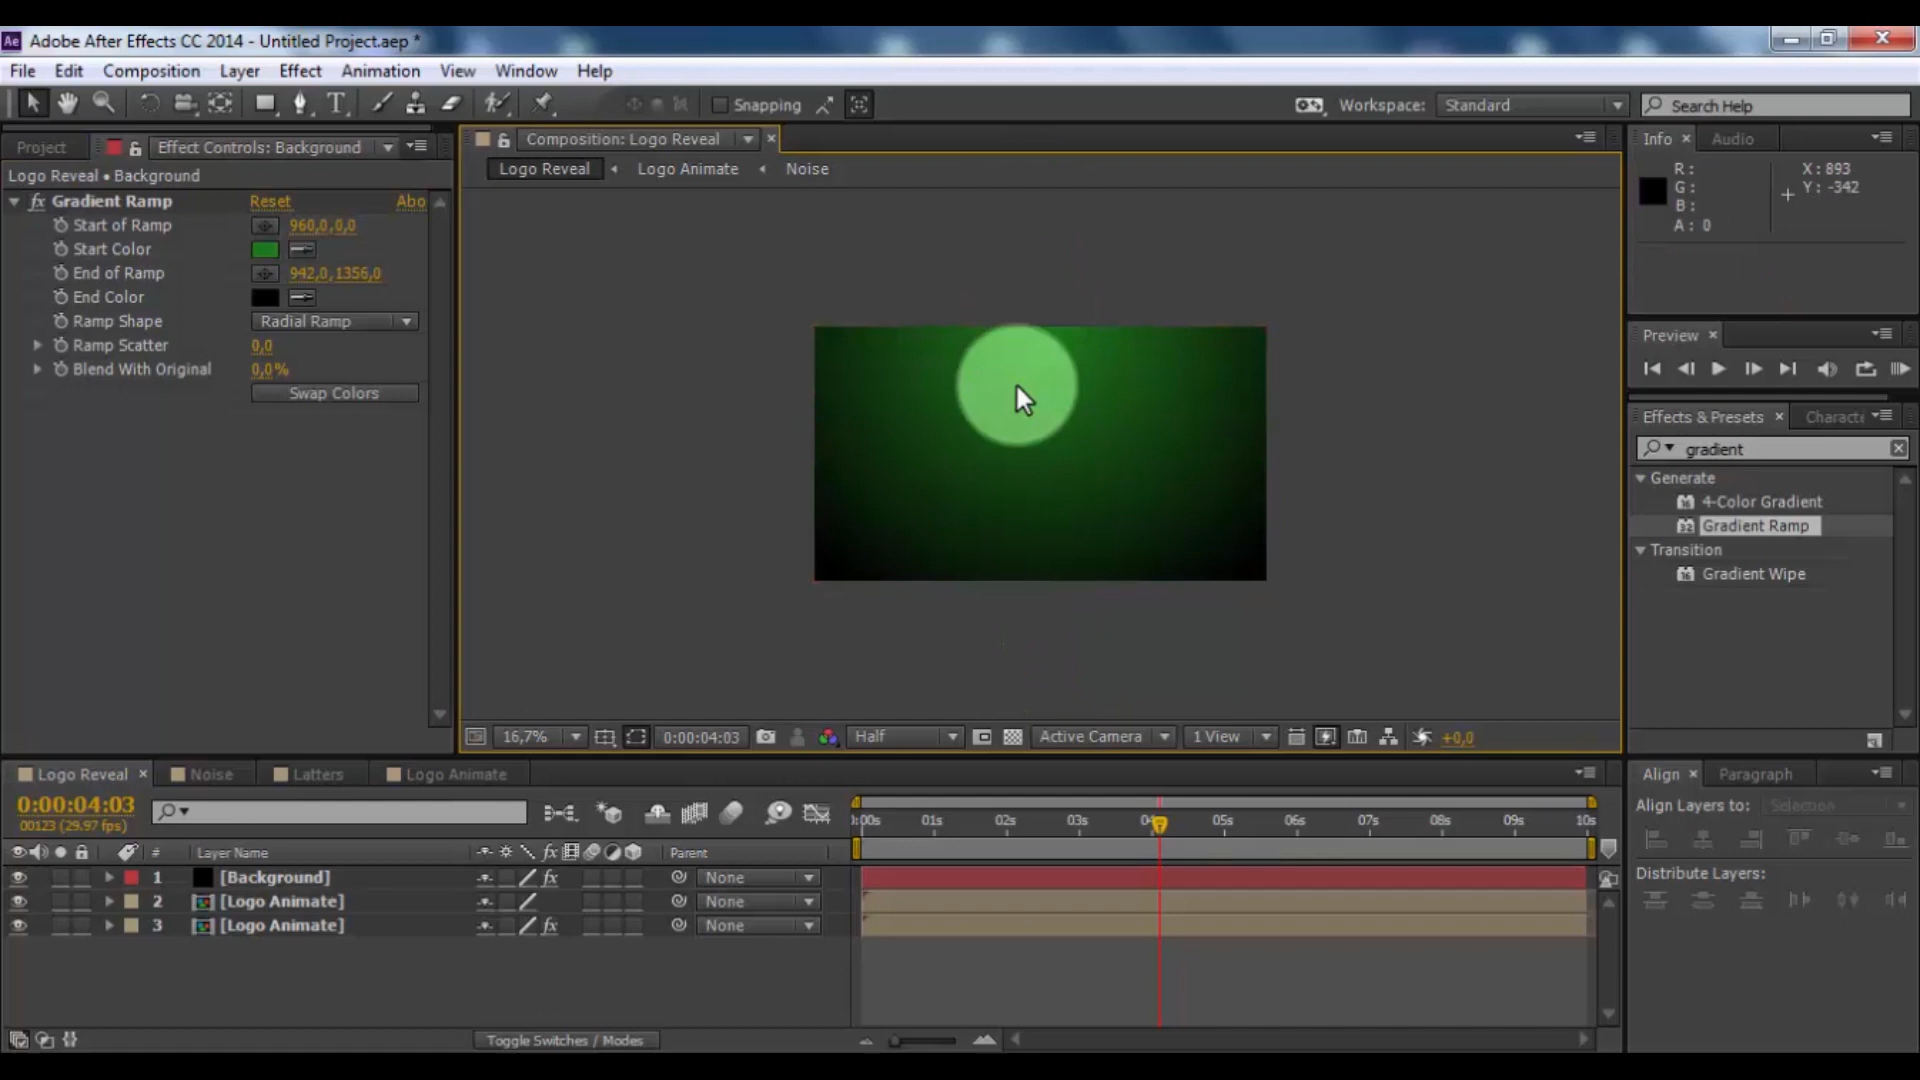 Adobe After Effects CC 2014 - Untitled Project.aep *
File Edit Composition Layer Effect Animation View Window Help
Snapping
Workspace: Standard
Search Help
Project
Effect Controls: Background
Logo Reveal • Background
Gradient Ramp Reset Abo
Start of Ramp 960,0,0,0
Start Color
End of Ramp 942,0,1356,0
End Color
Ramp Shape Radial Ramp
Ramp Scatter 0,0
Blend With Original 0,0%
Swap Colors
Composition: Logo Reveal
Logo Reveal Logo Animate Noise
16,7% 0:00:04:03 Half Active Camera 1 View +0,0
Info Audio
R: X: 893
G: Y: -342
B:
A: 0
Preview
Effects & Presets Characte
gradient
Generate
4-Color Gradient
Gradient Ramp
Transition
Gradient Wipe
Logo Reveal Noise Latters Logo Animate
0:00:04:03
00123 (29.97 fps)
# Layer Name Parent
1 [Background] None
2 [Logo Animate] None
3 [Logo Animate] None
01s 02s 03s 05s 06s 07s 08s 09s 10s
Toggle Switches / Modes
Align Paragraph
Align Layers to: Selection
Distribute Layers: